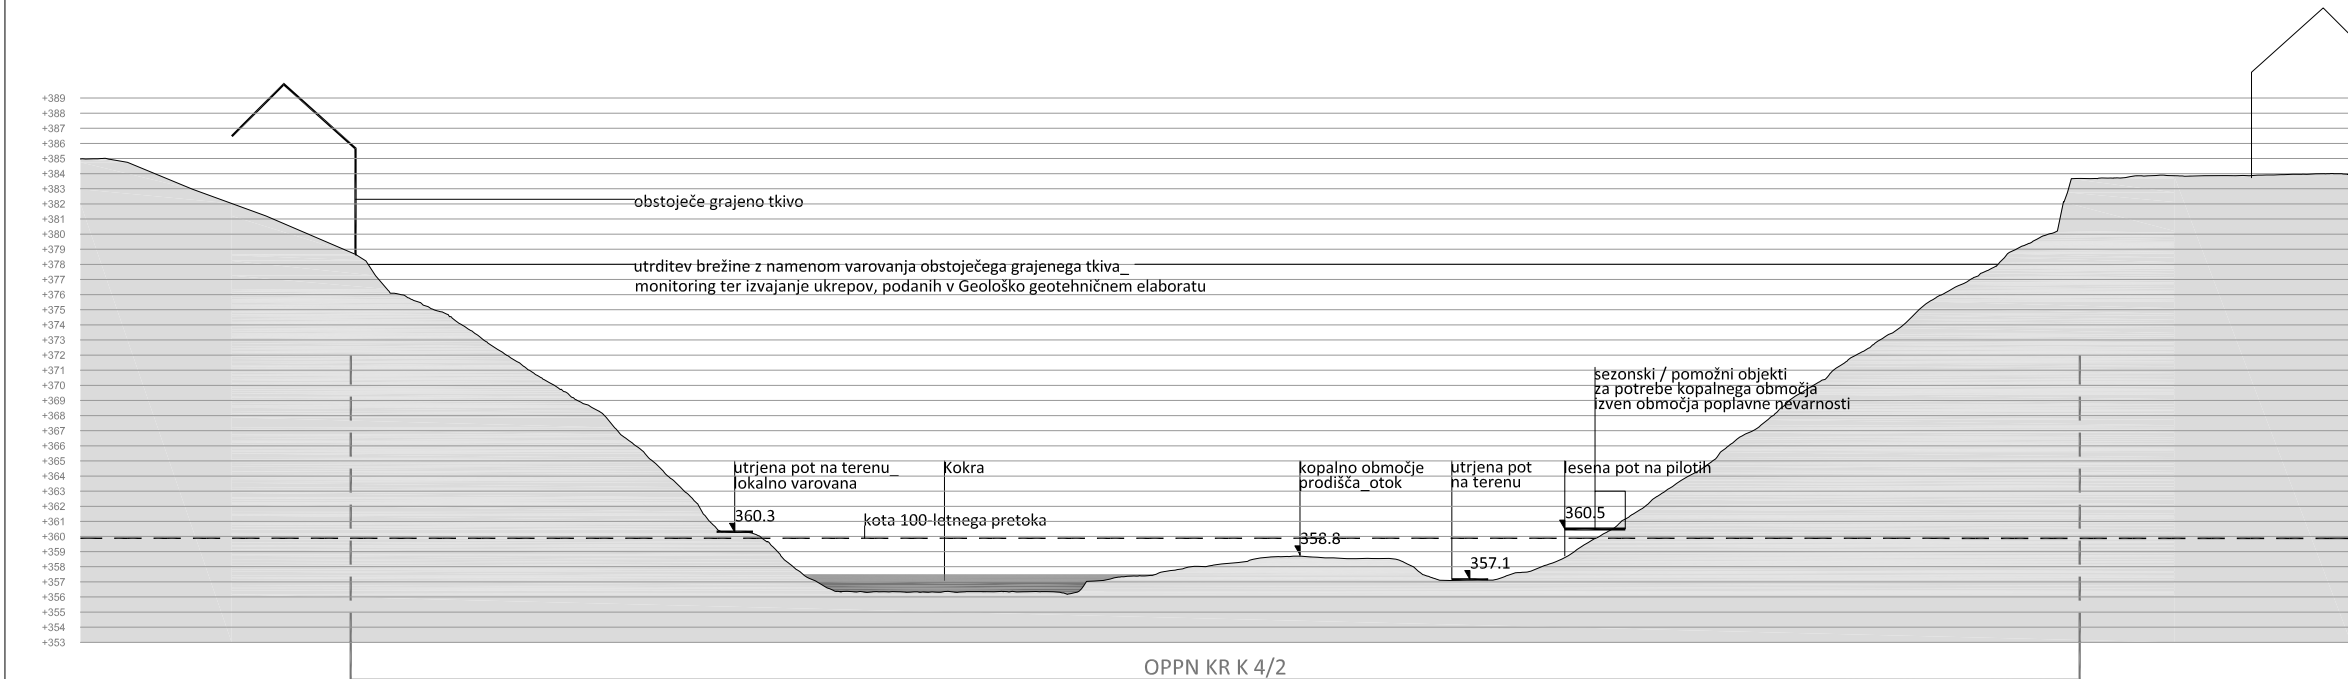 +389
+388
+387
+386
+385
+384
+383
+382
+381
+380
+379
+378
+377
+376
+375
+374
+373
+372
+371
+370
+369
+368
+367
+366
+365
+364
+363
+362
+361
+360
+359
+358
+357
+356
+355
+354
+353
obstoječe grajeno tkivo
utrditev brežine z namenom varovanja obstoječega grajenega tkiva_
monitoring ter izvajanje ukrepov, podanih v Geološko geotehničnem elaboratu
sezonski / pomožni objekti
za potrebe kopalnega območja
izven območja poplavne nevarnosti
utrjena pot na terenu_
lokalno varovana
360.3
kota 100-letnega pretoka
Kokra
kopalno območje
prodišča_otok
358.8
utrjena pot
na terenu
357.1
lesena pot na pilotih
360.5
OPPN KR K 4/2